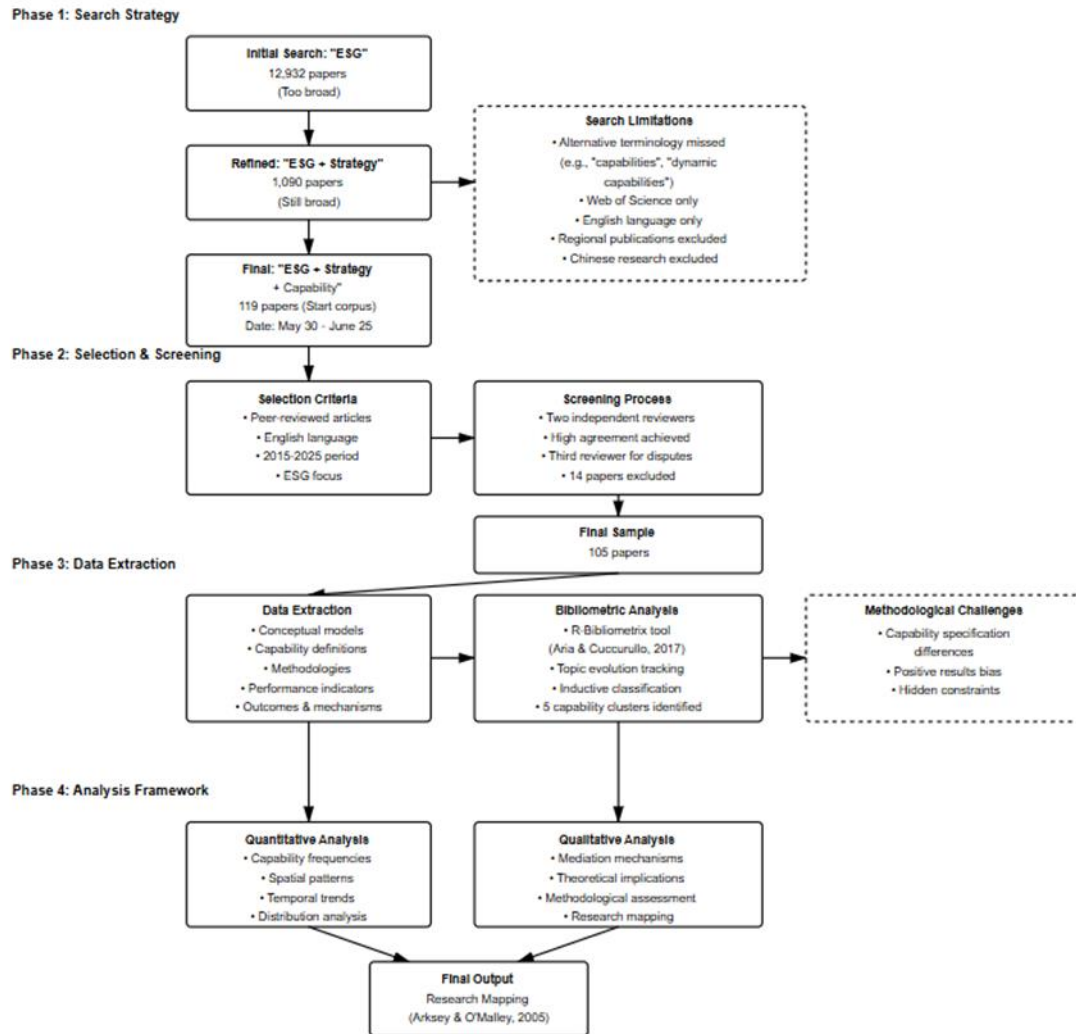 Phase 1: Search Strategy
Initial Search: "ESG"
12,932 papers
(Too broad)
Refined: "ESG + Strategy"
1,090 papers
(Still broad)
Search Limitations
• Alternative terminology missed
(e.g., "capabilities", "dynamic
capabilities")
• Web of Science only
• English language only
• Regional publications excluded
• Chinese research excluded
Final: "ESG + Strategy
+ Capability"
119 papers (Start corpus)
Date: May 30 - June 25
Phase 2: Selection & Screening
Selection Criteria
• Peer-reviewed articles
• English language
• 2015-2025 period
• ESG focus
Screening Process
• Two independent reviewers
• High agreement achieved
• Third reviewer for disputes
• 14 papers excluded
Final Sample
105 papers
Phase 3: Data Extraction
Data Extraction
• Conceptual models
• Capability definitions
• Methodologies
• Performance indicators
• Outcomes & mechanisms
Bibliometric Analysis
• R-Bibliometrix tool
(Aria & Cuccurullo, 2017)
• Topic evolution tracking
• Inductive classification
• 5 capability clusters identified
Methodological Challenges
• Capability specification
differences
• Positive results bias
• Hidden constraints
Phase 4: Analysis Framework
Quantitative Analysis
• Capability frequencies
• Spatial patterns
• Temporal trends
• Distribution analysis
Qualitative Analysis
• Mediation mechanisms
• Theoretical implications
• Methodological assessment
• Research mapping
Final Output
Research Mapping
(Arksey & O'Malley, 2005)